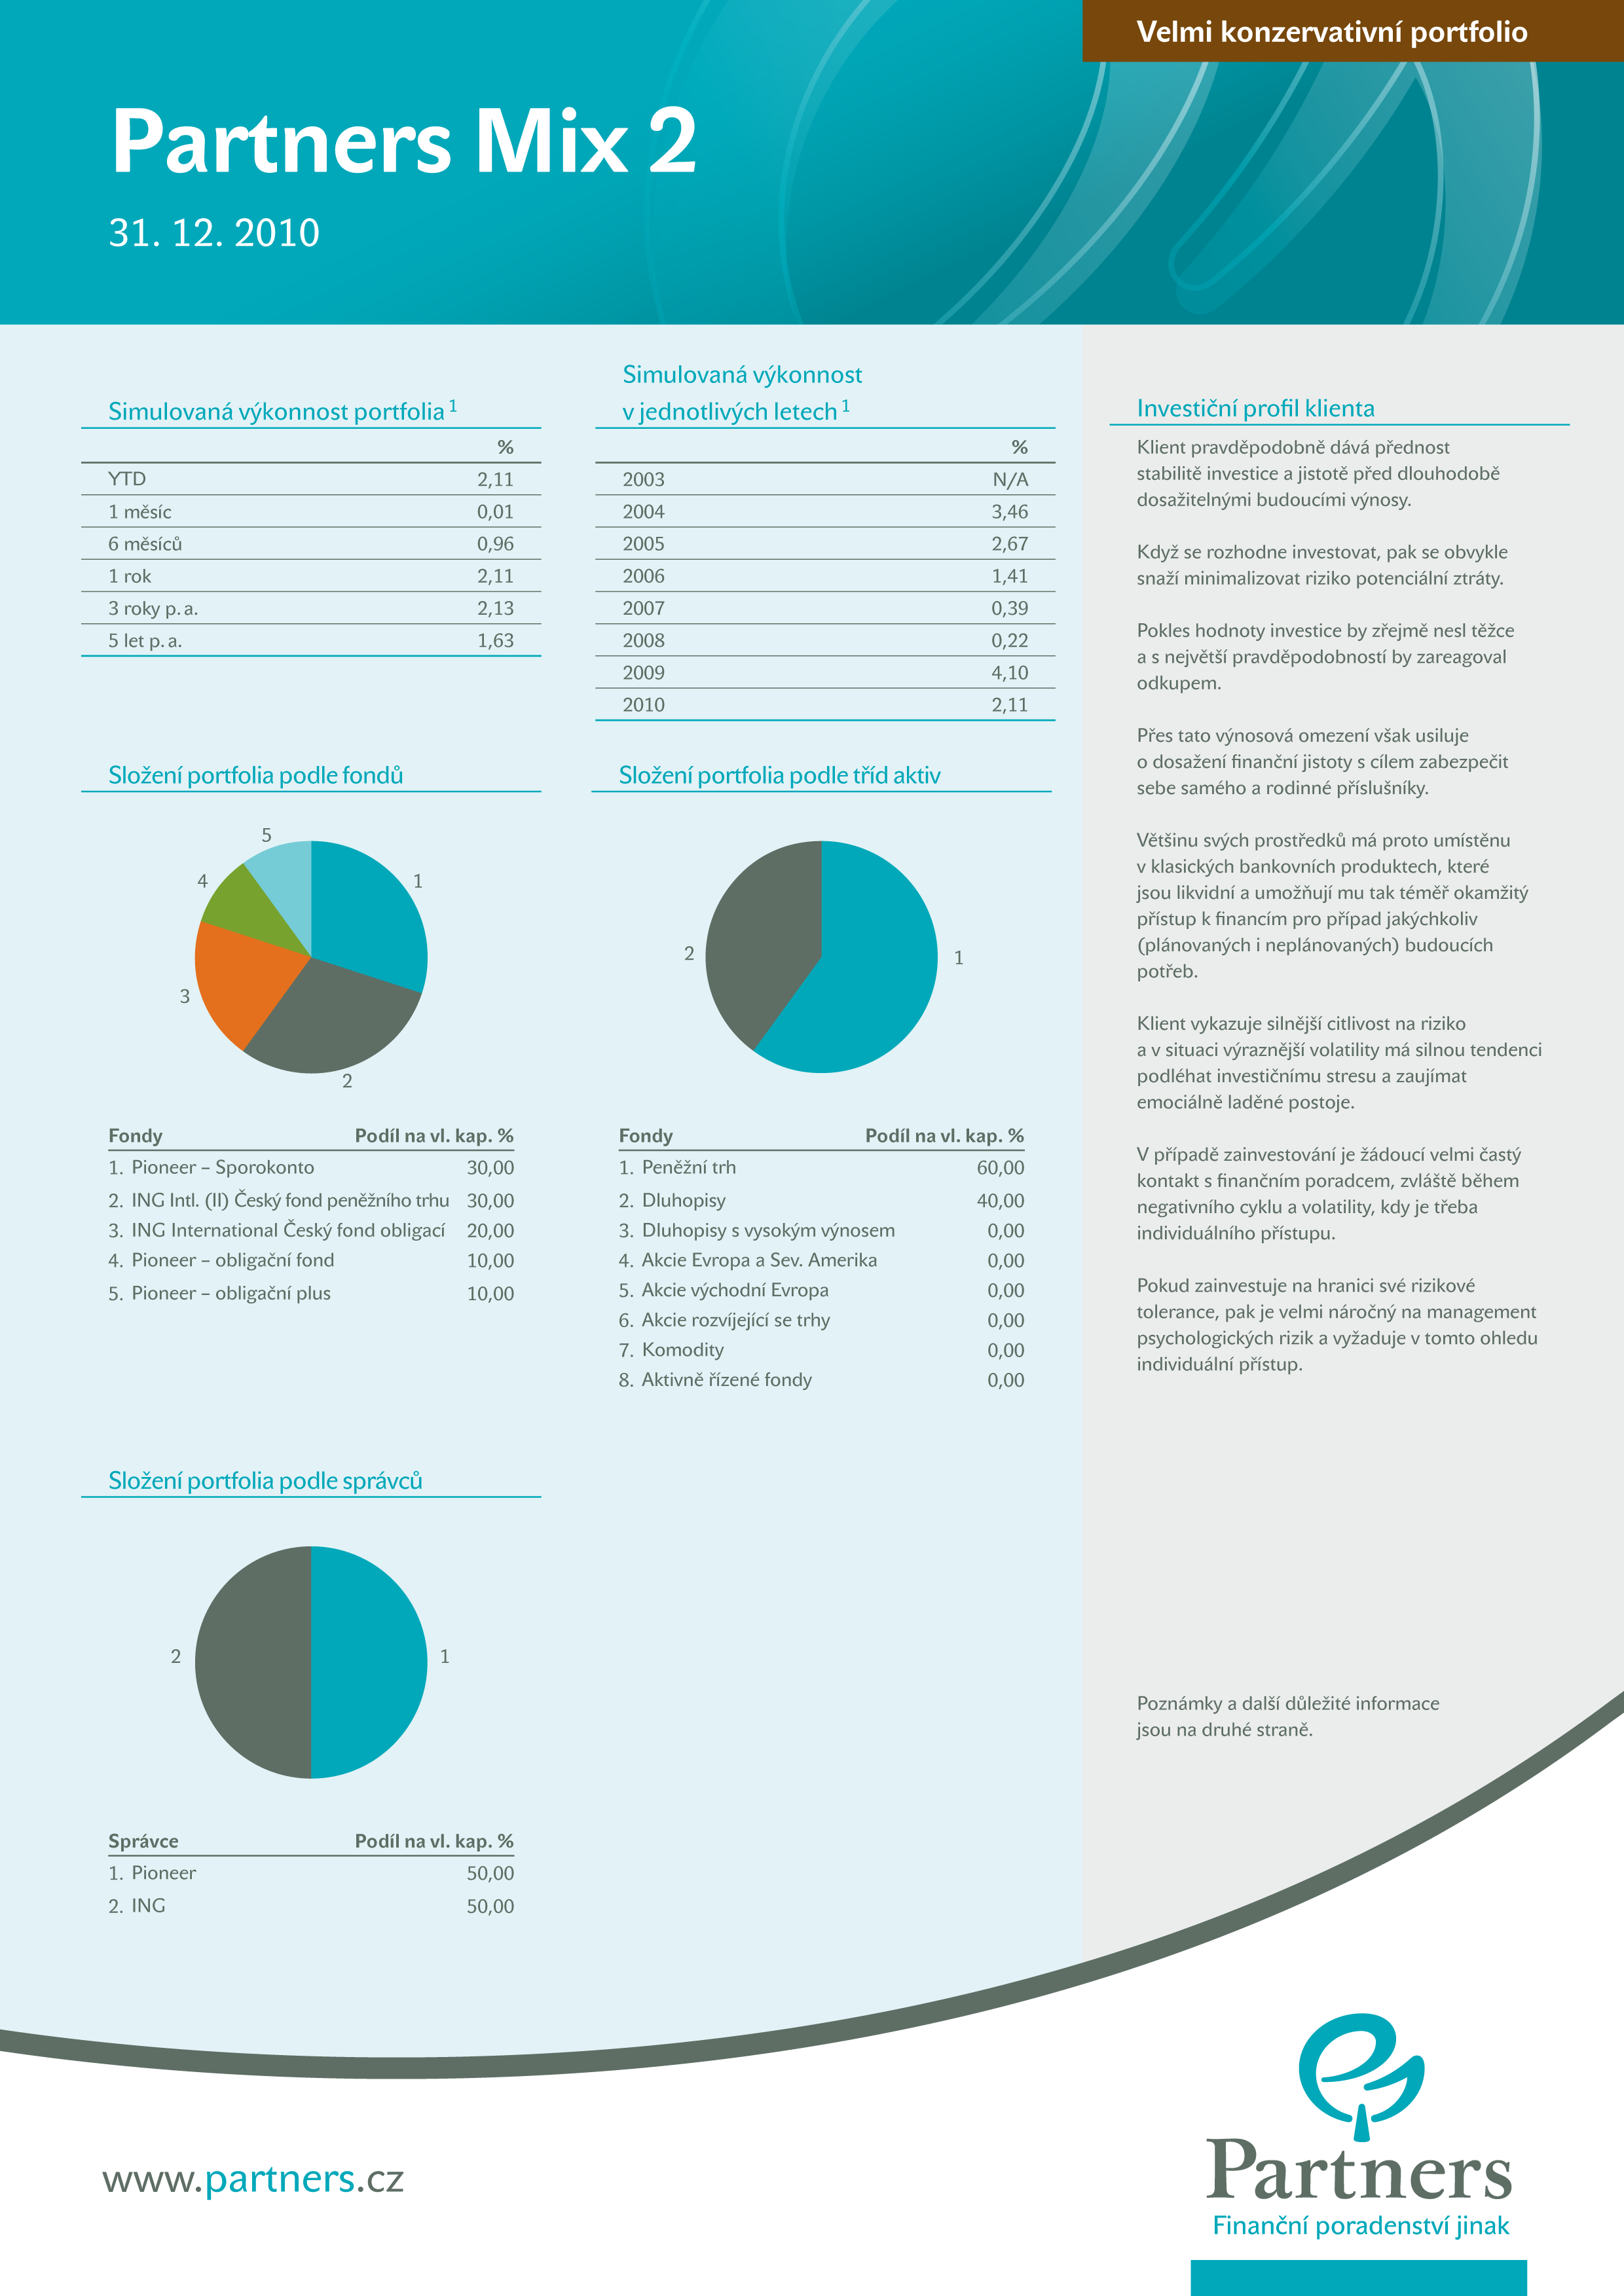 Velmi konzervativní portfolio
Partners Mix 2
31. 12. 2010
Simulovaná výkonnost portfolia 1
%
YTD 2,11
1 měsíc 0,01
6 měsíců 0,96
1 rok 2,11
3 roky p. a. 2,13
5 let p. a. 1,63
Simulovaná výkonnost
v jednotlivých letech 1
%
2003 N/A
2004 3,46
2005 2,67
2006 1,41
2007 0,39
2008 0,22
2009 4,10
2010 2,11
Složení portfolia podle fondů
5
4
1
3
2
Fondy Podíl na vl. kap. %
1. Pioneer – Sporokonto 30,00
2. ING Intl. (II) Český fond peněžního trhu 30,00
3. ING International Český fond obligací 20,00
4. Pioneer – obligační fond 10,00
5. Pioneer – obligační plus 10,00
Složení portfolia podle tříd aktiv
2
1
Fondy Podíl na vl. kap. %
1. Peněžní trh 60,00
2. Dluhopisy 40,00
3. Dluhopisy s vysokým výnosem 0,00
4. Akcie Evropa a Sev. Amerika 0,00
5. Akcie východní Evropa 0,00
6. Akcie rozvíjející se trhy 0,00
7. Komodity 0,00
8. Aktivně řízené fondy 0,00
Složení portfolia podle správců
2
1
Správce Podíl na vl. kap. %
1. Pioneer 50,00
2. ING 50,00
Investiční profil klienta
Klient pravděpodobně dává přednost
stabilitě investice a jistotě před dlouhodobě
dosažitelnými budoucími výnosy.
Když se rozhodne investovat, pak se obvykle
snaží minimalizovat riziko potenciální ztráty.
Pokles hodnoty investice by zřejmě nesl těžce
a s největší pravděpodobností by zareagoval
odkupem.
Přes tato výnosová omezení však usiluje
o dosažení finanční jistoty s cílem zabezpečit
sebe samého a rodinné příslušníky.
Většinu svých prostředků má proto umístěnu
v klasických bankovních produktech, které
jsou likvidní a umožňují mu tak téměř okamžitý
přístup k financím pro případ jakýchkoliv
(plánovaných i neplánovaných) budoucích
potřeb.
Klient vykazuje silnější citlivost na riziko
a v situaci výraznější volatility má silnou tendenci
podléhat investičnímu stresu a zaujímat
emociálně laděné postoje.
V případě zainvestování je žádoucí velmi častý
kontakt s finančním poradcem, zvláště během
negativního cyklu a volatility, kdy je třeba
individuálního přístupu.
Pokud zainvestuje na hranici své rizikové
tolerance, pak je velmi náročný na management
psychologických rizik a vyžaduje v tomto ohledu
individuální přístup.
Poznámky a další důležité informace
jsou na druhé straně.
www.partners.cz
Partners
Finanční poradenství jinak